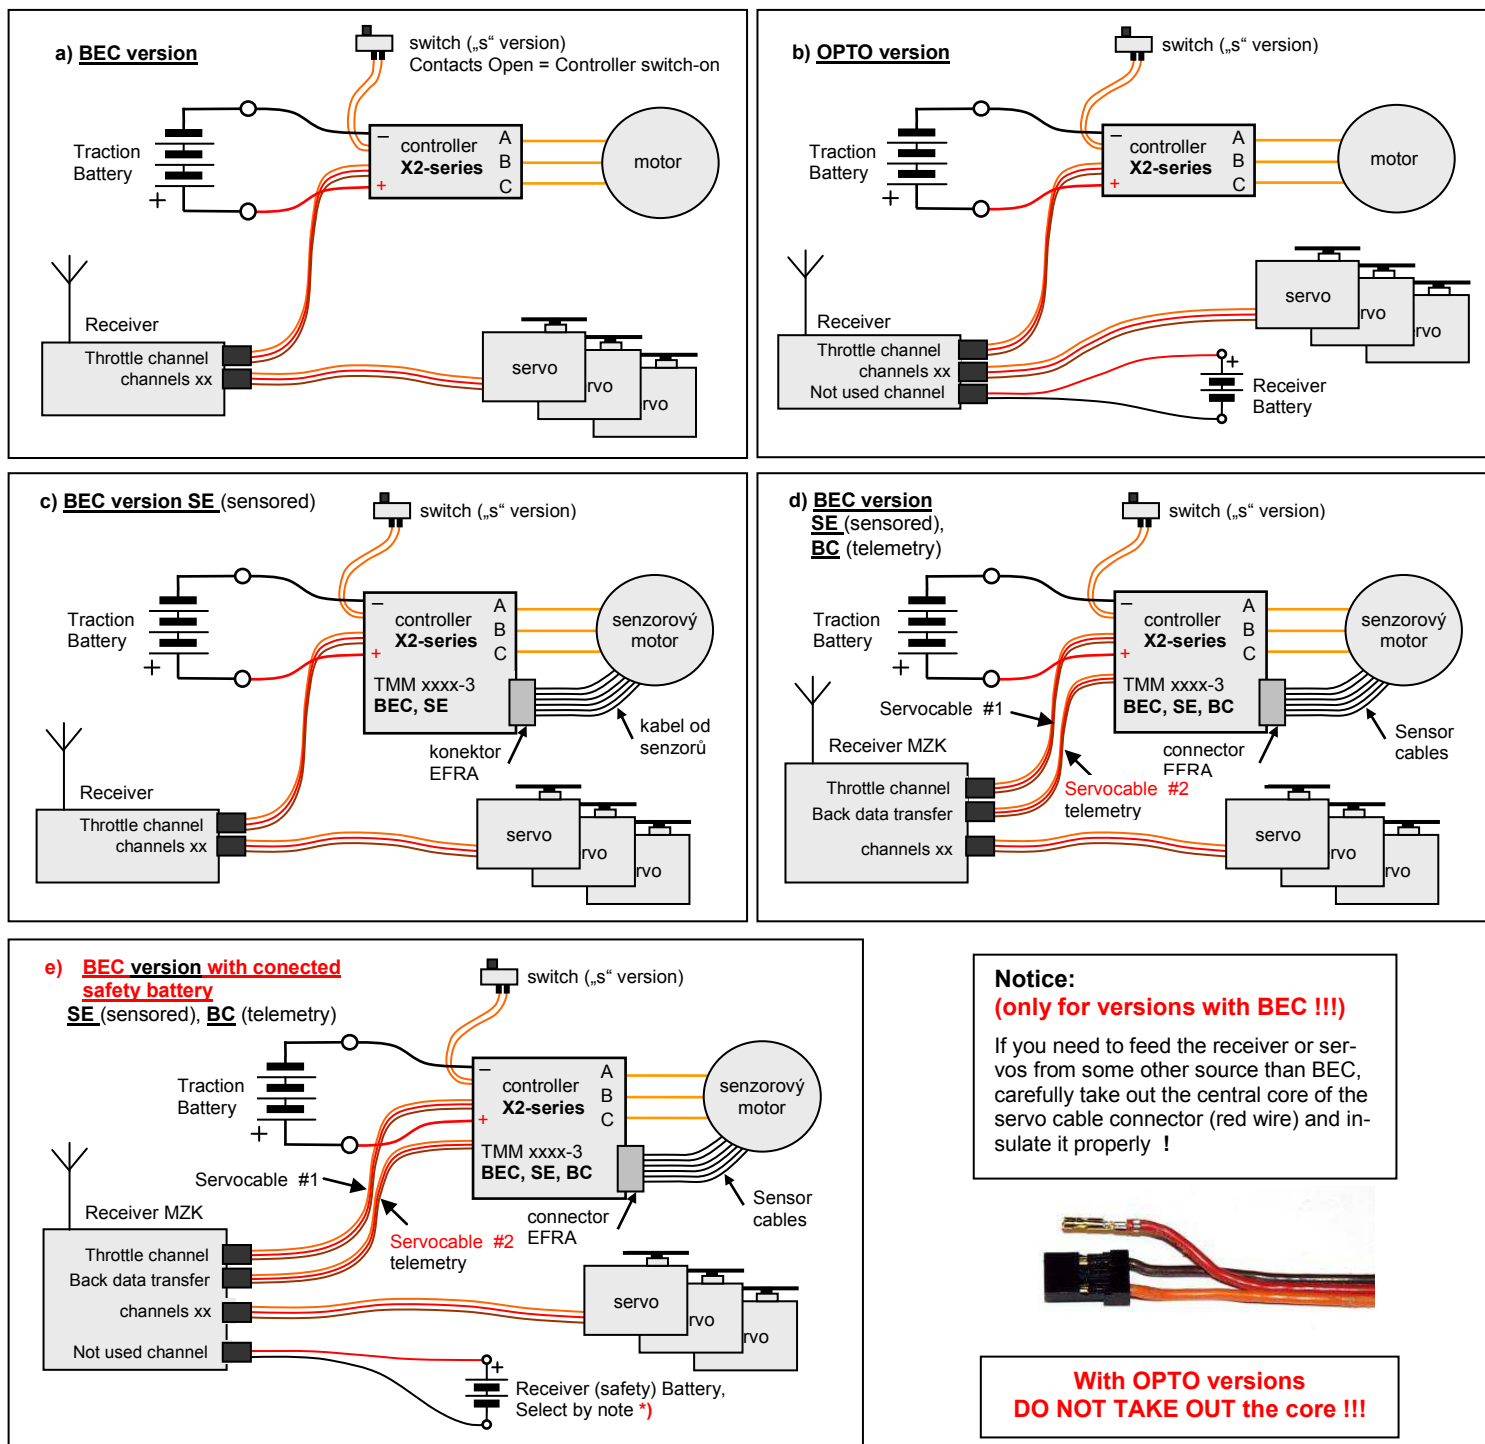 a) BEC version
switch („s“ version)
Contacts Open = Controller switch-on
Traction
Battery
+
–
controller
X2-series
+
A
B
C
motor
Receiver
Throttle channel
channels xx
servo
rvo
rvo
b) OPTO version
switch („s“ version)
Traction
Battery
+
–
controller
X2-series
+
A
B
C
motor
Receiver
Throttle channel
channels xx
Not used channel
servo
rvo
rvo
+
Receiver
Battery
c) BEC version SE (sensored)
switch („s“ version)
Traction
Battery
+
–
controller
X2-series
+
TMM xxxx-3
BEC, SE
A
B
C
senzorový
motor
konektor
EFRA
kabel od
senzorů
Receiver
Throttle channel
channels xx
servo
rvo
rvo
d) BEC version
SE (sensored),
BC (telemetry)
switch („s“ version)
Traction
Battery
+
–
controller
X2-series
+
TMM xxxx-3
BEC, SE, BC
A
B
C
senzorový
motor
Servocable #1
Receiver MZK
connector
EFRA
Sensor
cables
Servocable #2
telemetry
Throttle channel
Back data transfer
channels xx
servo
rvo
rvo
e) BEC version with conected
safety battery
SE (sensored), BC (telemetry)
switch („s“ version)
Traction
Battery
+
–
controller
X2-series
+
TMM xxxx-3
BEC, SE, BC
A
B
C
senzorový
motor
Servocable #1
Receiver MZK
connector
EFRA
Sensor
cables
Servocable #2
telemetry
Throttle channel
Back data transfer
channels xx
Not used channel
servo
rvo
rvo
+
Receiver (safety) Battery,
Select by note *)
Notice:
(only for versions with BEC !!!)
If you need to feed the receiver or ser-
vos from some other source than BEC,
carefully take out the central core of the
servo cable connector (red wire) and in-
sulate it properly !
With OPTO versions
DO NOT TAKE OUT the core !!!